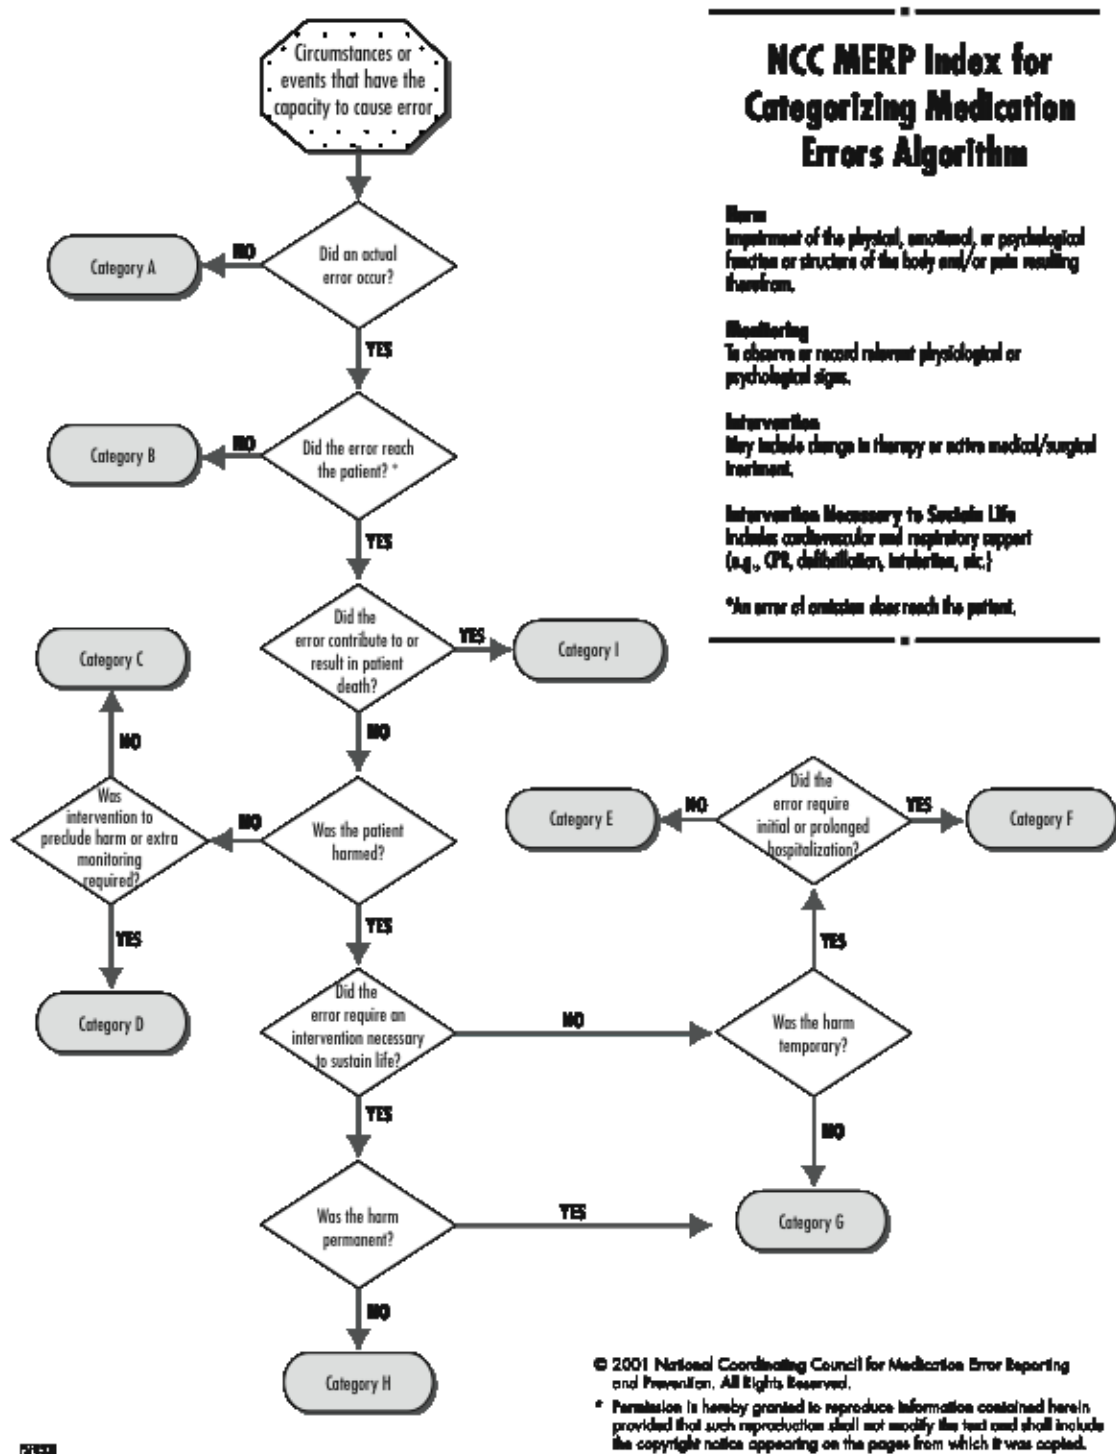 NCC MERP Index for
Categorizing Medication
Errors Algorithm
Harm
Impairment of the physical, emotional, or psychological
function or structure of the body and/or pain resulting
therefrom.
Monitoring
To observe or record relevant physiological or
psychological signs.
Intervention
May include change in therapy or active medical/surgical
treatment.
Intervention Necessary to Sustain Life
Includes cardiovascular and respiratory support
(e.g., CPR, defibrillation, intubation, etc.)
*An error of omission does reach the patient.
Circumstances or
events that have the
capacity to cause error
Did an actual
error occur?
NO
Category A
YES
Did the error reach
the patient? *
NO
Category B
YES
Did the
error contribute to or
result in patient
death?
YES
Category I
NO
Was the patient
harmed?
NO
Was
intervention to
preclude harm or extra
monitoring
required?
NO
Category C
YES
Category D
YES
Did the
error require an
intervention necessary
to sustain life?
NO
Was the harm
temporary?
YES
Did the
error require
initial or prolonged
hospitalization?
NO
Category E
YES
Category F
NO
Category G
YES
Was the harm
permanent?
YES
NO
Category H
© 2001 National Coordinating Council for Medication Error Reporting
and Prevention. All Rights Reserved.
* Permission is hereby granted to reproduce information contained herein
provided that such reproduction shall not modify the text and shall include
the copyright notice appearing on the pages from which it was copied.